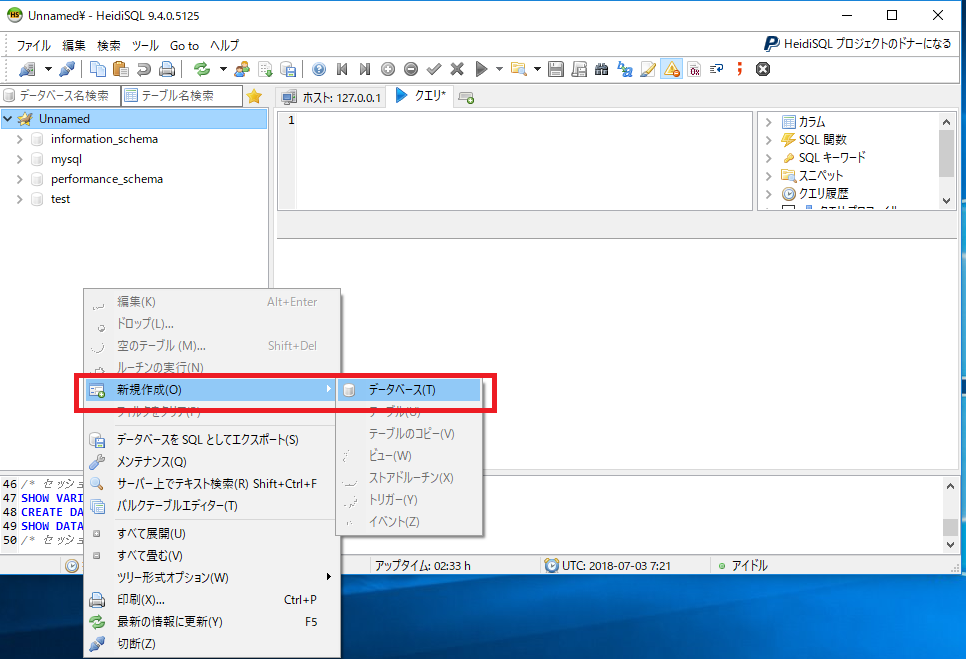 Unnamed¥ - HeidiSQL 9.4.0.5125
ファイル 編集 検索 ツール Go to ヘルプ
HeidiSQL プロジェクトのドナーになる
データベース名検索 テーブル名検索
ホスト: 127.0.0.1 クエリ*
Unnamed
information_schema
mysql
performance_schema
test
1
カラム
SQL 関数
SQL キーワード
スニペット
クエリ履歴
クエリプロファイル
編集(K) Alt+Enter
ドロップ(L)...
空のテーブル (M)... Shift+Del
ルーチンの実行(N)
新規作成(O)
フィルタをクリア(P)
データベースを SQL としてエクスポート(S)
メンテナンス(Q)
サーバー上でテキスト検索(R) Shift+Ctrl+F
バルクテーブルエディター(T)
すべて展開(U)
すべて畳む(V)
ツリー形式オプション(W)
印刷(X)... Ctrl+P
最新の情報に更新(Y) F5
切断(Z)
データベース(T)
テーブル(U)
テーブルのコピー(V)
ビュー(W)
ストアドルーチン(X)
トリガー(Y)
イベント(Z)
46 /* セッシ
47 SHOW VARI
48 CREATE DA
49 SHOW DATA
50 /* セッシ
アップタイム: 02:33 h UTC: 2018-07-03 7:21 アイドル